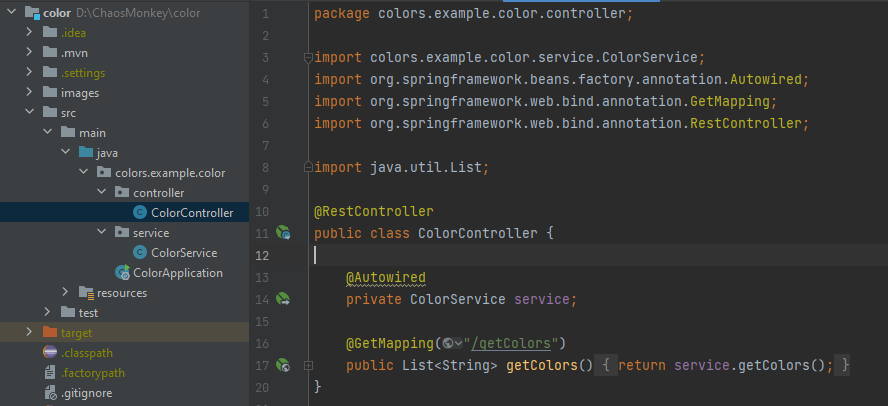 color D:\ChaosMonkey\color
.idea
.mvn
.settings
images
src
main
java
colors.example.color
controller
ColorController
service
ColorService
ColorApplication
resources
test
target
.classpath
.factorypath
.gitignore
1 package colors.example.color.controller;
2
3 import colors.example.color.service.ColorService;
4 import org.springframework.beans.factory.annotation.Autowired;
5 import org.springframework.web.bind.annotation.GetMapping;
6 import org.springframework.web.bind.annotation.RestController;
7
8 import java.util.List;
9
10 @RestController
11 public class ColorController {
12
13 @Autowired
14 private ColorService service;
15
16 @GetMapping("/getColors")
17 public List<String> getColors() { return service.getColors(); }
20 }